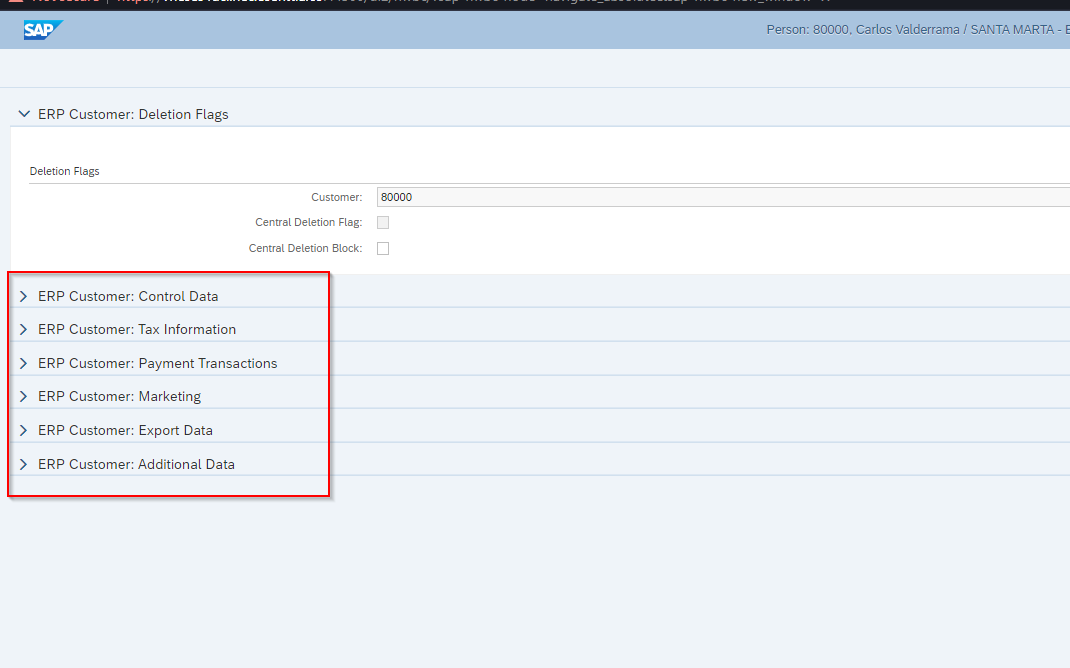 SAP
Person: 80000, Carlos Valderrama / SANTA MARTA -
ERP Customer: Deletion Flags
Deletion Flags
Customer: 80000
Central Deletion Flag:
Central Deletion Block:
ERP Customer: Control Data
ERP Customer: Tax Information
ERP Customer: Payment Transactions
ERP Customer: Marketing
ERP Customer: Export Data
ERP Customer: Additional Data